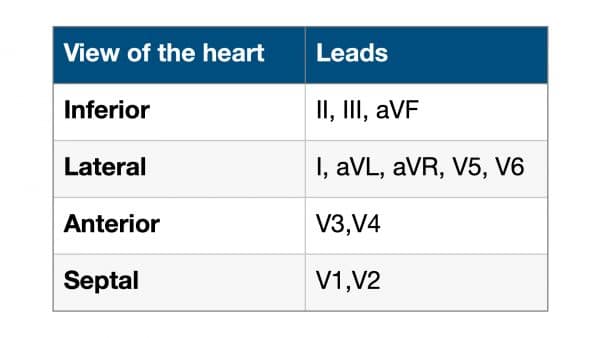 View of the heart Leads
Inferior II, III, aVF
Lateral I, aVL, aVR, V5, V6
Anterior V3,V4
Septal V1,V2